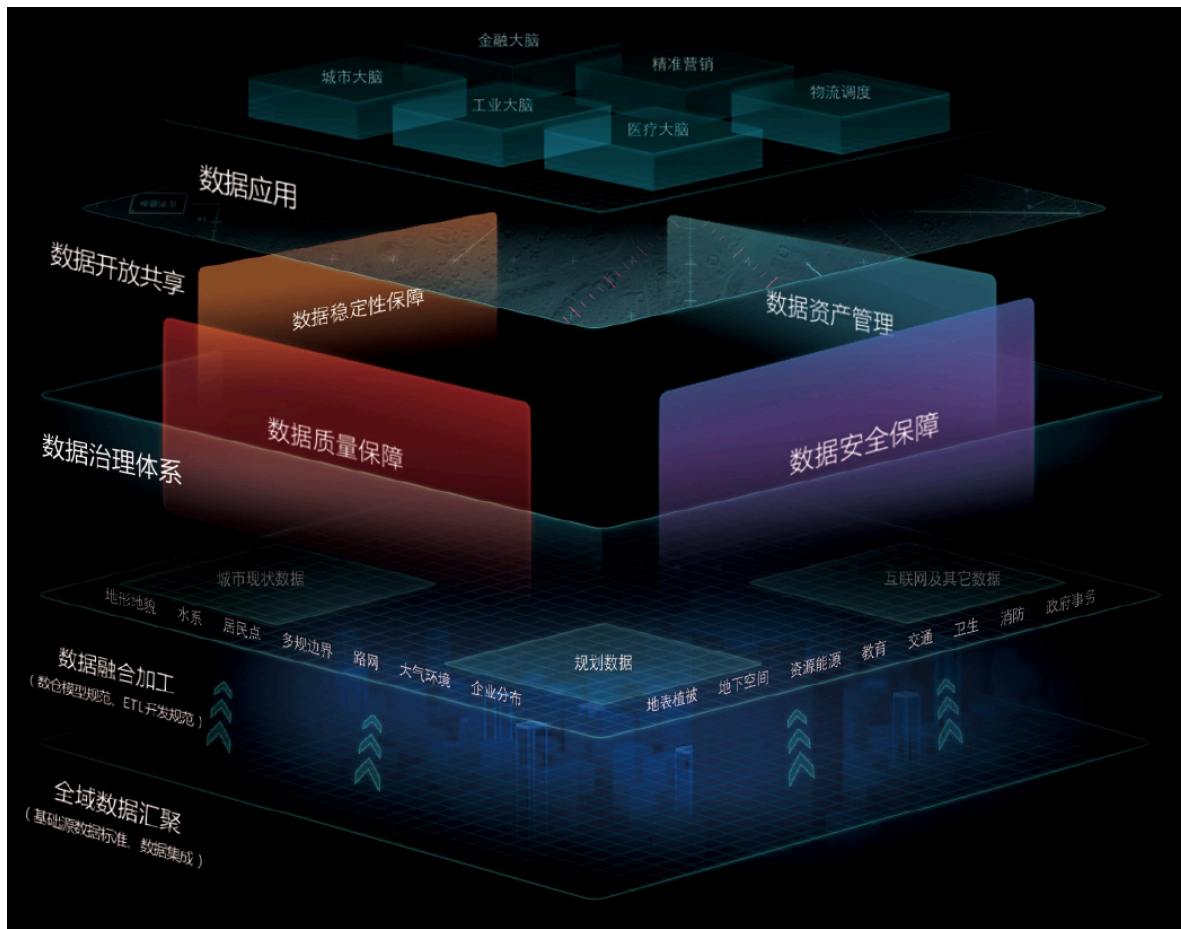 金融大脑
城市大脑
精准营销
工业大脑
物流调度
医疗大脑
数据应用
数据开放共享
数据稳定性保障
数据资产管理
数据质量保障
数据安全保障
数据治理体系
城市现状数据
互联网及其它数据
规划数据
地形地貌
水系
居民点
多规边界
路网
大气环境
企业分布
地表植被
地下空间
资源能源
教育
交通
卫生
消防
政府事务
数据融合加工
(数仓模型规范、ETL开发规范)
全域数据汇聚
(基础源数据标准、数据集成)